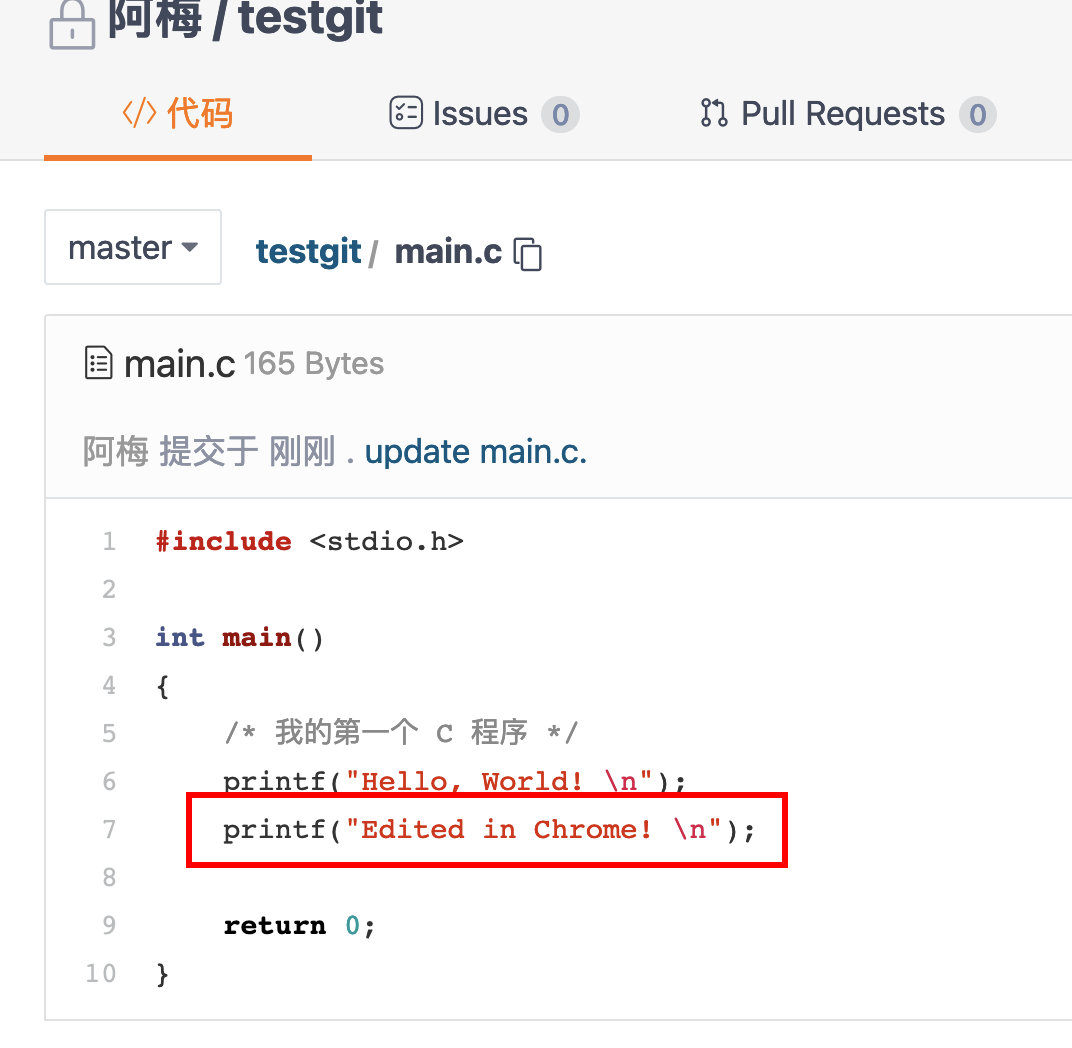 阿梅 / testgit
</> 代码 Issues 0 Pull Requests 0
master testgit / main.c
main.c 165 Bytes
阿梅 提交于 刚刚 . update main.c.
1 #include <stdio.h>
2
3 int main()
4 {
5 /* 我的第一个 C 程序 */
6 printf("Hello, World! \n");
7 printf("Edited in Chrome! \n");
8
9 return 0;
10 }